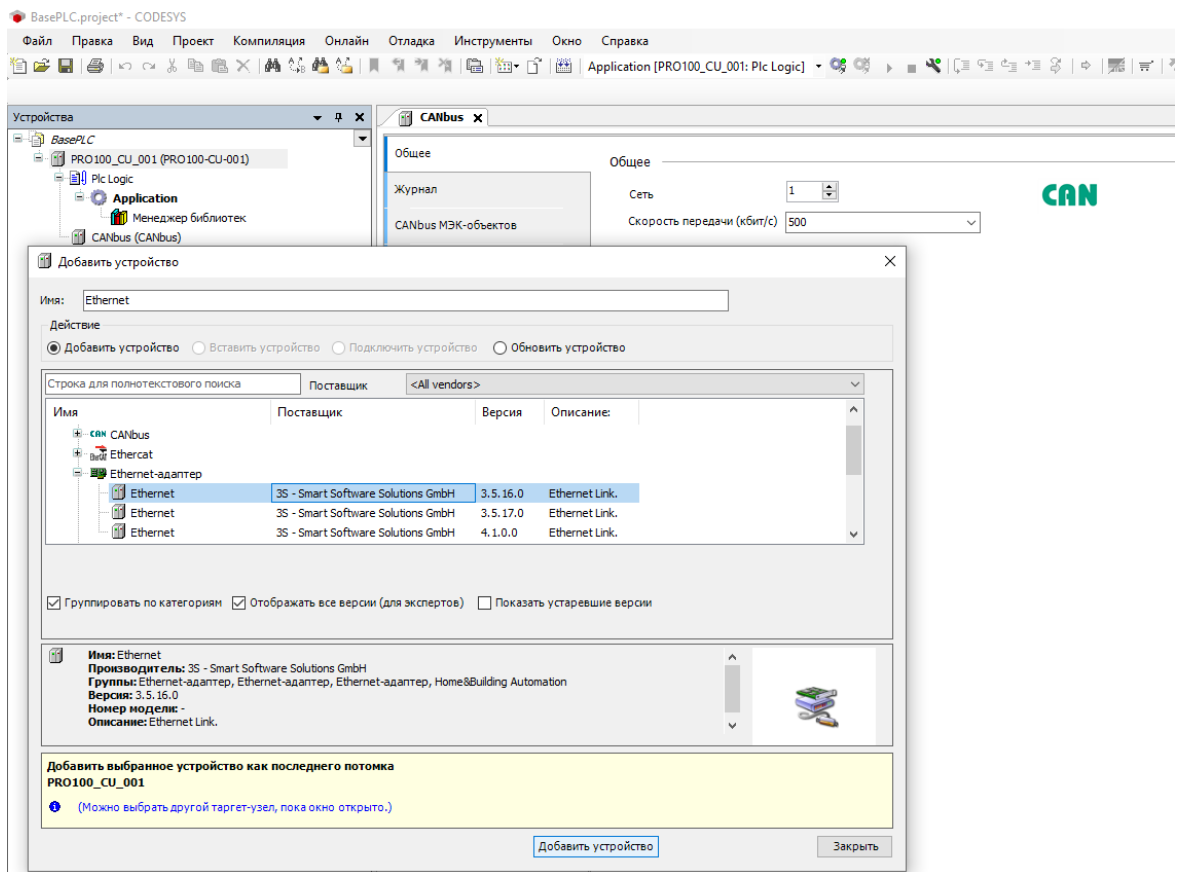 BasePLC.project* - CODESYS
Файл Правка Вид Проект Компиляция Онлайн Отладка Инструменты Окно Справка
Application [PRO100_CU_001: Plc Logic]
Устройства
CANbus
BasePLC
PRO100_CU_001 (PRO100-CU-001)
Plc Logic
Application
Менеджер библиотек
CANbus (CANbus)
Общее
Журнал
CANbus МЭК-объектов
Общее
Сеть 1
CAN
Скорость передачи (кбит/с) 500
Добавить устройство
Имя: Ethernet
Действие
Добавить устройство Вставить устройство Подключить устройство Обновить устройство
Строка для полнотекстового поиска Поставщик <All vendors>
Имя Поставщик Версия Описание:
CAN CANbus
Ethercat
Ethernet-адаптер
Ethernet 3S - Smart Software Solutions GmbH 3.5.16.0 Ethernet Link.
Ethernet 3S - Smart Software Solutions GmbH 3.5.17.0 Ethernet Link.
Ethernet 3S - Smart Software Solutions GmbH 4.1.0.0 Ethernet Link.
Группировать по категориям Отображать все версии (для экспертов) Показать устаревшие версии
Имя: Ethernet
Производитель: 3S - Smart Software Solutions GmbH
Группы: Ethernet-адаптер, Ethernet-адаптер, Ethernet-адаптер, Home&Building Automation
Версия: 3.5.16.0
Номер модели: -
Описание: Ethernet Link.
Добавить выбранное устройство как последнего потомка
PRO100_CU_001
(Можно выбрать другой таргет-узел, пока окно открыто.)
Добавить устройство Закрыть